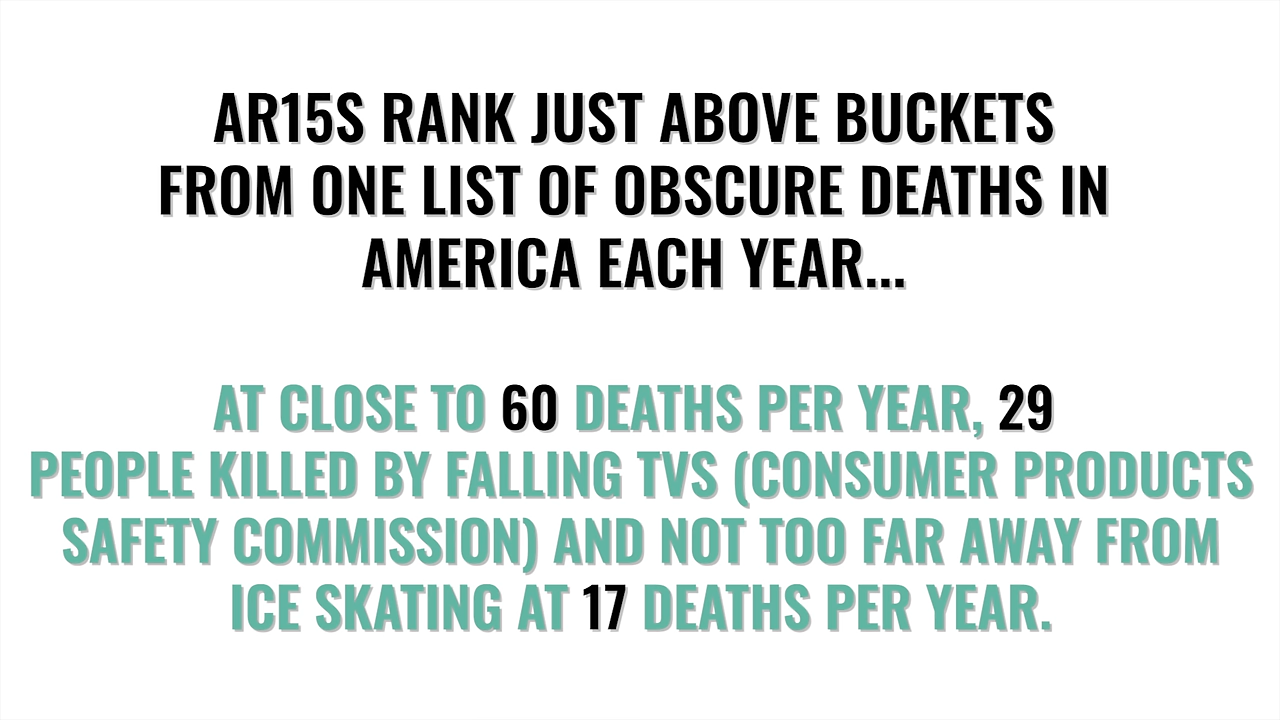 AR15S RANK JUST ABOVE BUCKETS
FROM ONE LIST OF OBSCURE DEATHS IN
AMERICA EACH YEAR...
AT CLOSE TO 60 DEATHS PER YEAR, 29
PEOPLE KILLED BY FALLING TVS (CONSUMER PRODUCTS
SAFETY COMMISSION) AND NOT TOO FAR AWAY FROM
ICE SKATING AT 17 DEATHS PER YEAR.